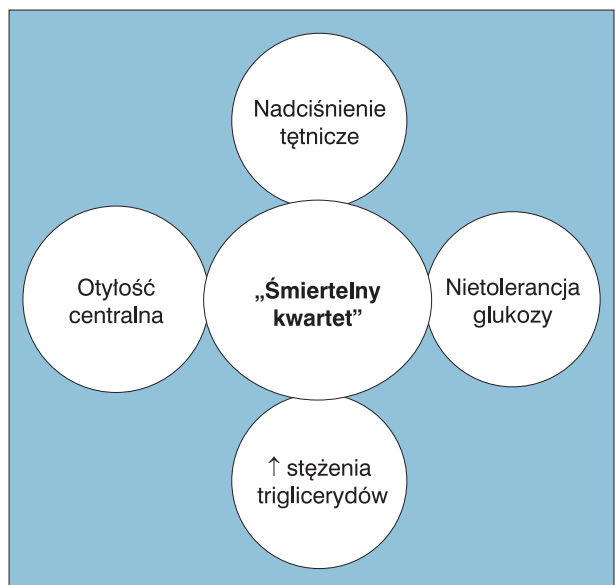 Nadciśnienie
tętnicze
Otyłość
centralna
„Śmiertelny
kwartet”
Nietolerancja
glukozy
↑ stężenia
triglicerydów